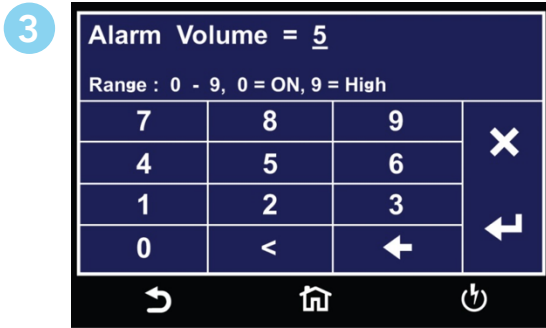 3
Alarm Volume = 5
Range : 0 - 9, 0 = ON, 9 = High
7 8 9
4 5 6
1 2 3
0 <